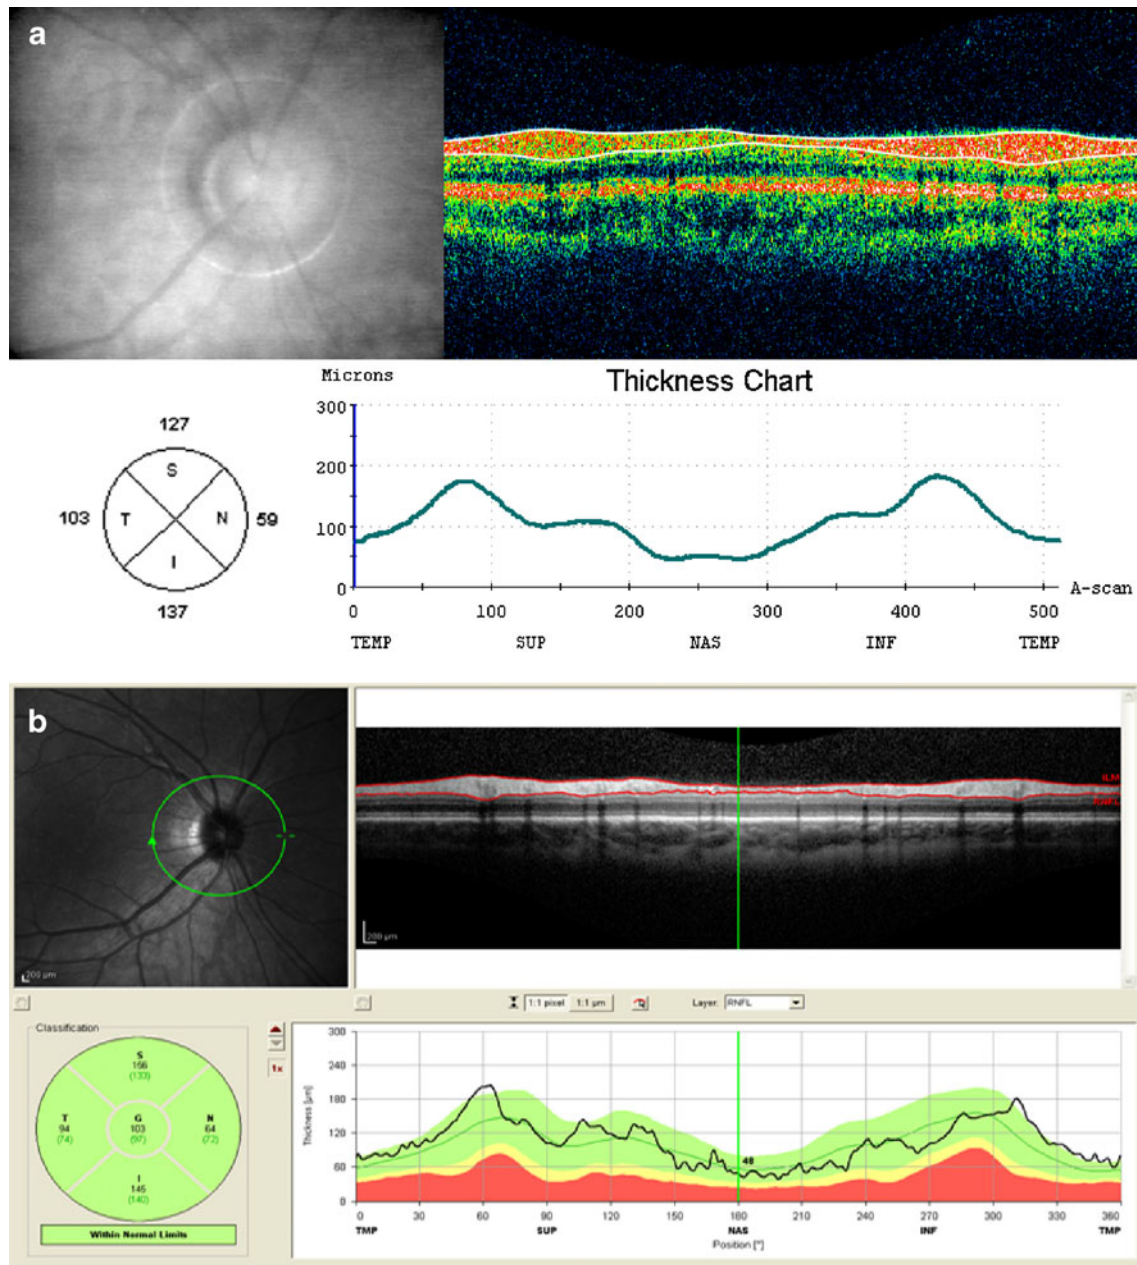 a
Microns
Thickness Chart
300
200
100
0
0 100 200 300 400 500
A-scan
TEMP SUP NAS INF TEMP
127
S
103 T N 59
I
137
b
200 µm
ILM
200 µm
1:1 pixel 1:1 µm Layer: RNFL
Classification
S
156
(133)
T G N
94 103 64
(74) (97) (72)
I
145
(140)
Within Normal Limits
1x
Thickness [µm]
300
240
180
120
60
0
48
0 30 60 90 120 150 180 210 240 270 300 330 360
TMP SUP NAS INF TMP
Position [°]